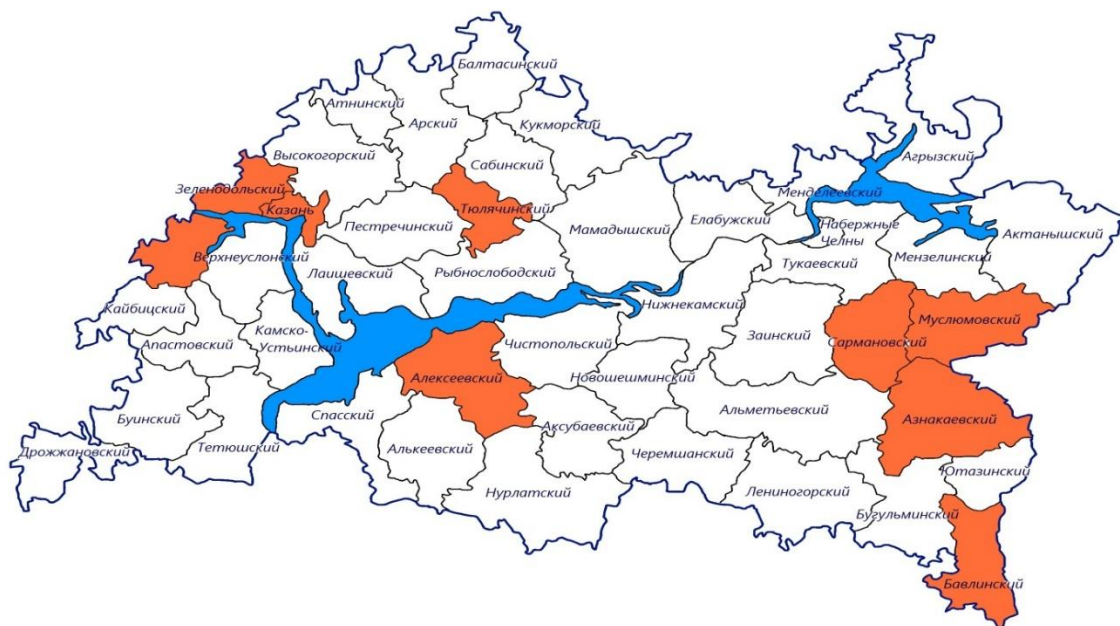 Балтасинский
Атнинский
Арский
Кукморский
Высокогорский
Сабинский
Агрызский
Зеленодольский
Менделеевский
Казань
Тюлячинский
Пестречинский
Мамадышский
Елабужский
Набержные
Челны
Актанышский
Верхнеуслонский
Лаишевский
Рыбнослободский
Тукаевский
Мензелинский
Кайбицский
Нижнекамский
Муслюмовский
Камско-
Устьинский
Апастовский
Чистопольский
Заинский
Сармановский
Алексеевский
Новошешминский
Альметьевский
Азнакаевский
Буинский
Спасский
Аксубаевский
Тетюшский
Алькеевский
Дрожжановский
Черемшанский
Ютазинский
Нурлатский
Лениногорский
Бугульминский
Бавлинский